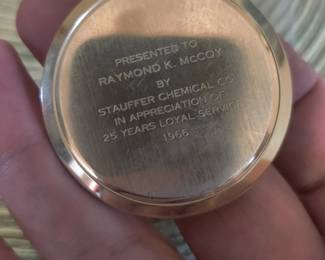 PRESENTED TO
RAYMOND K. McCOY
BY
STAUFFER CHEMICAL CO.
IN APPRECIATION OF
25 YEARS LOYAL SERVICE
1966